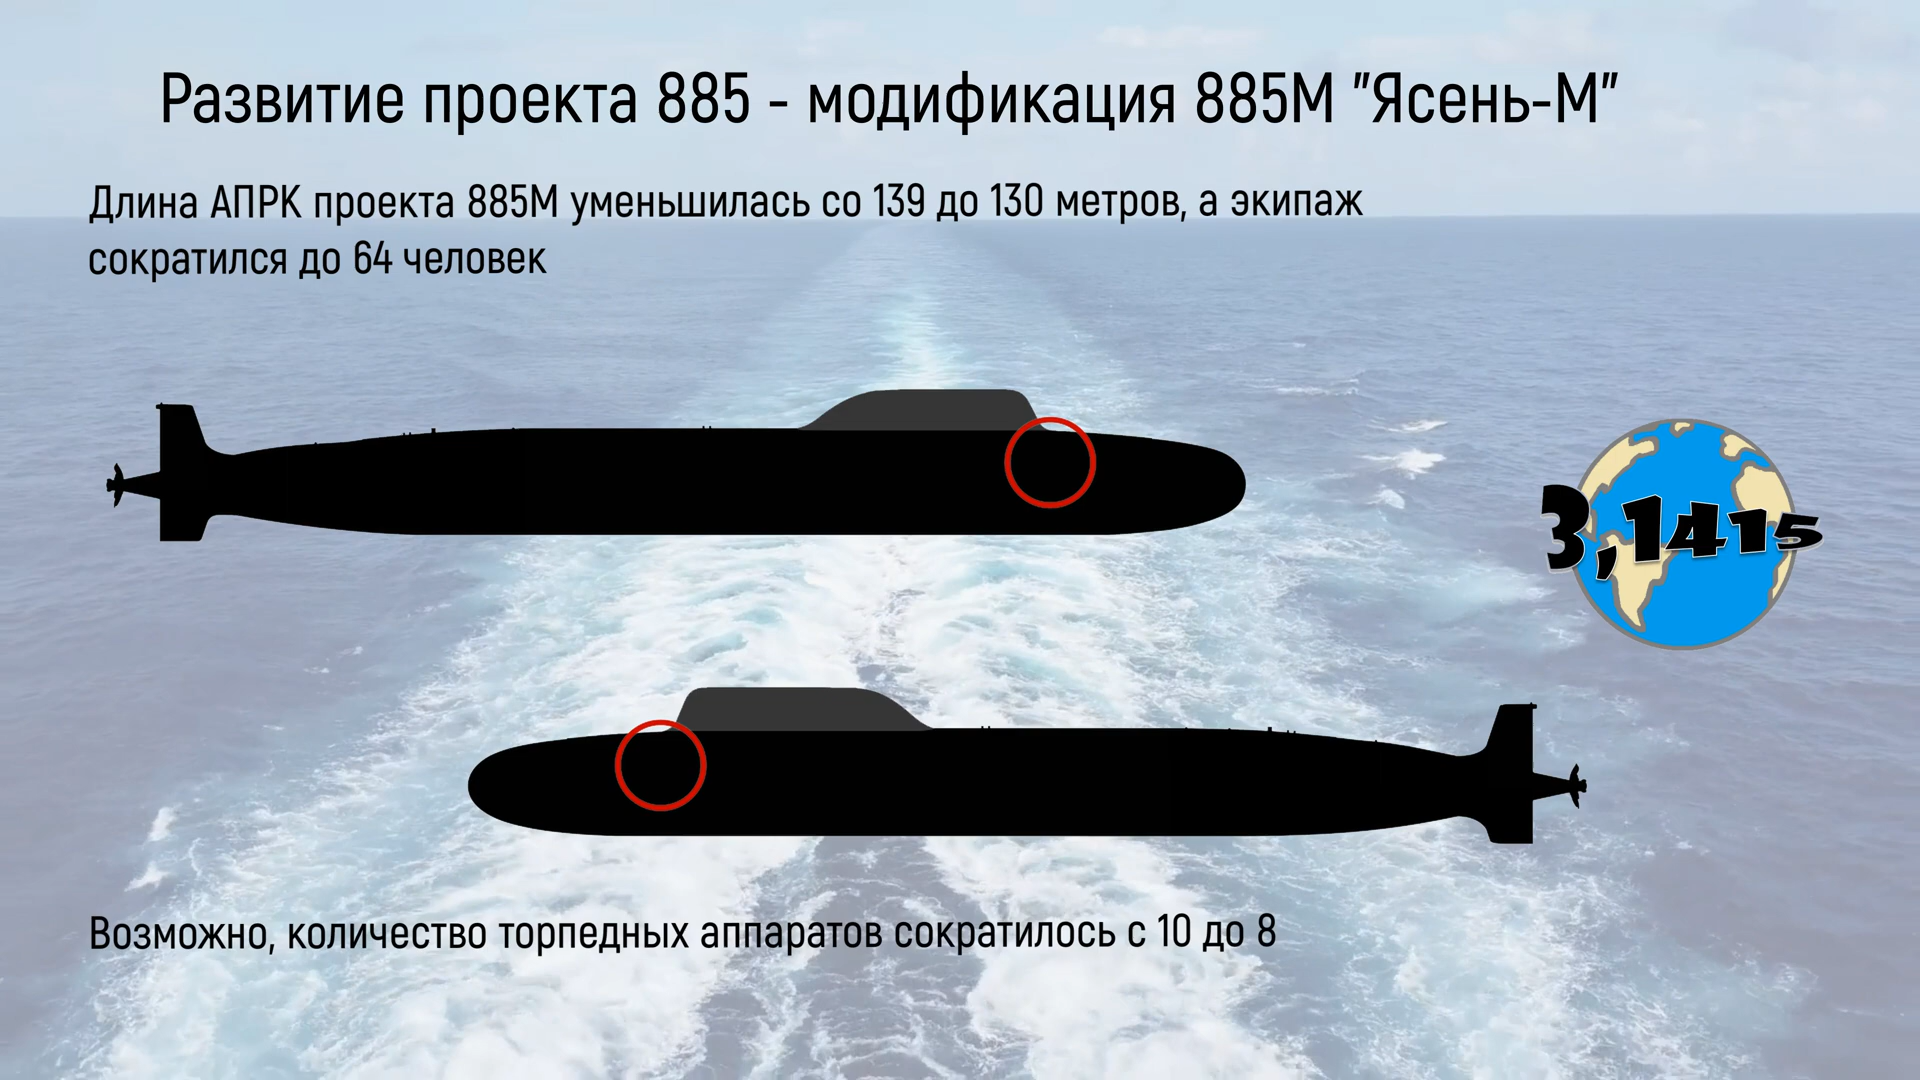 Развитие проекта 885 - модификация 885М "Ясень-М"
Длина АПРК проекта 885М уменьшилась со 139 до 130 метров, а экипаж
сократился до 64 человек
3,1415
Возможно, количество торпедных аппаратов сократилось с 10 до 8